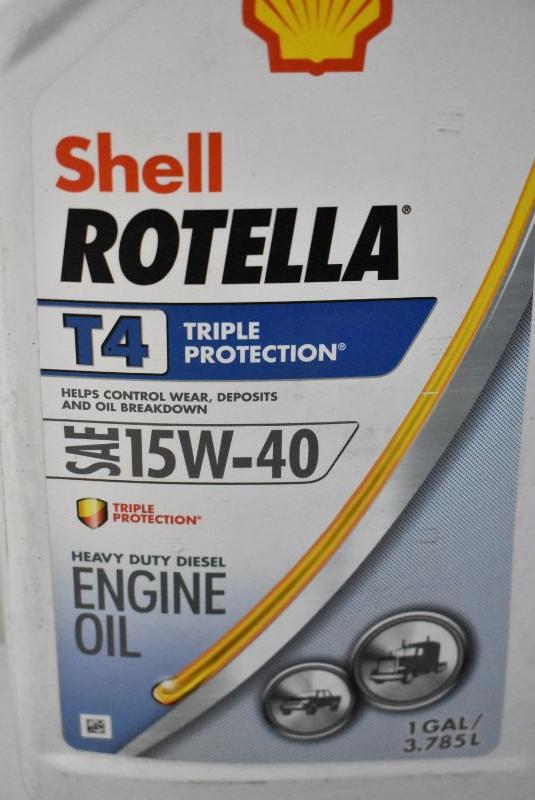 Shell
ROTELLA®
T4 TRIPLE
PROTECTION®
HELPS CONTROL WEAR, DEPOSITS
AND OIL BREAKDOWN
SAE 15W-40
TRIPLE
PROTECTION®
HEAVY DUTY DIESEL
ENGINE
OIL
1 GAL/
3.785 L